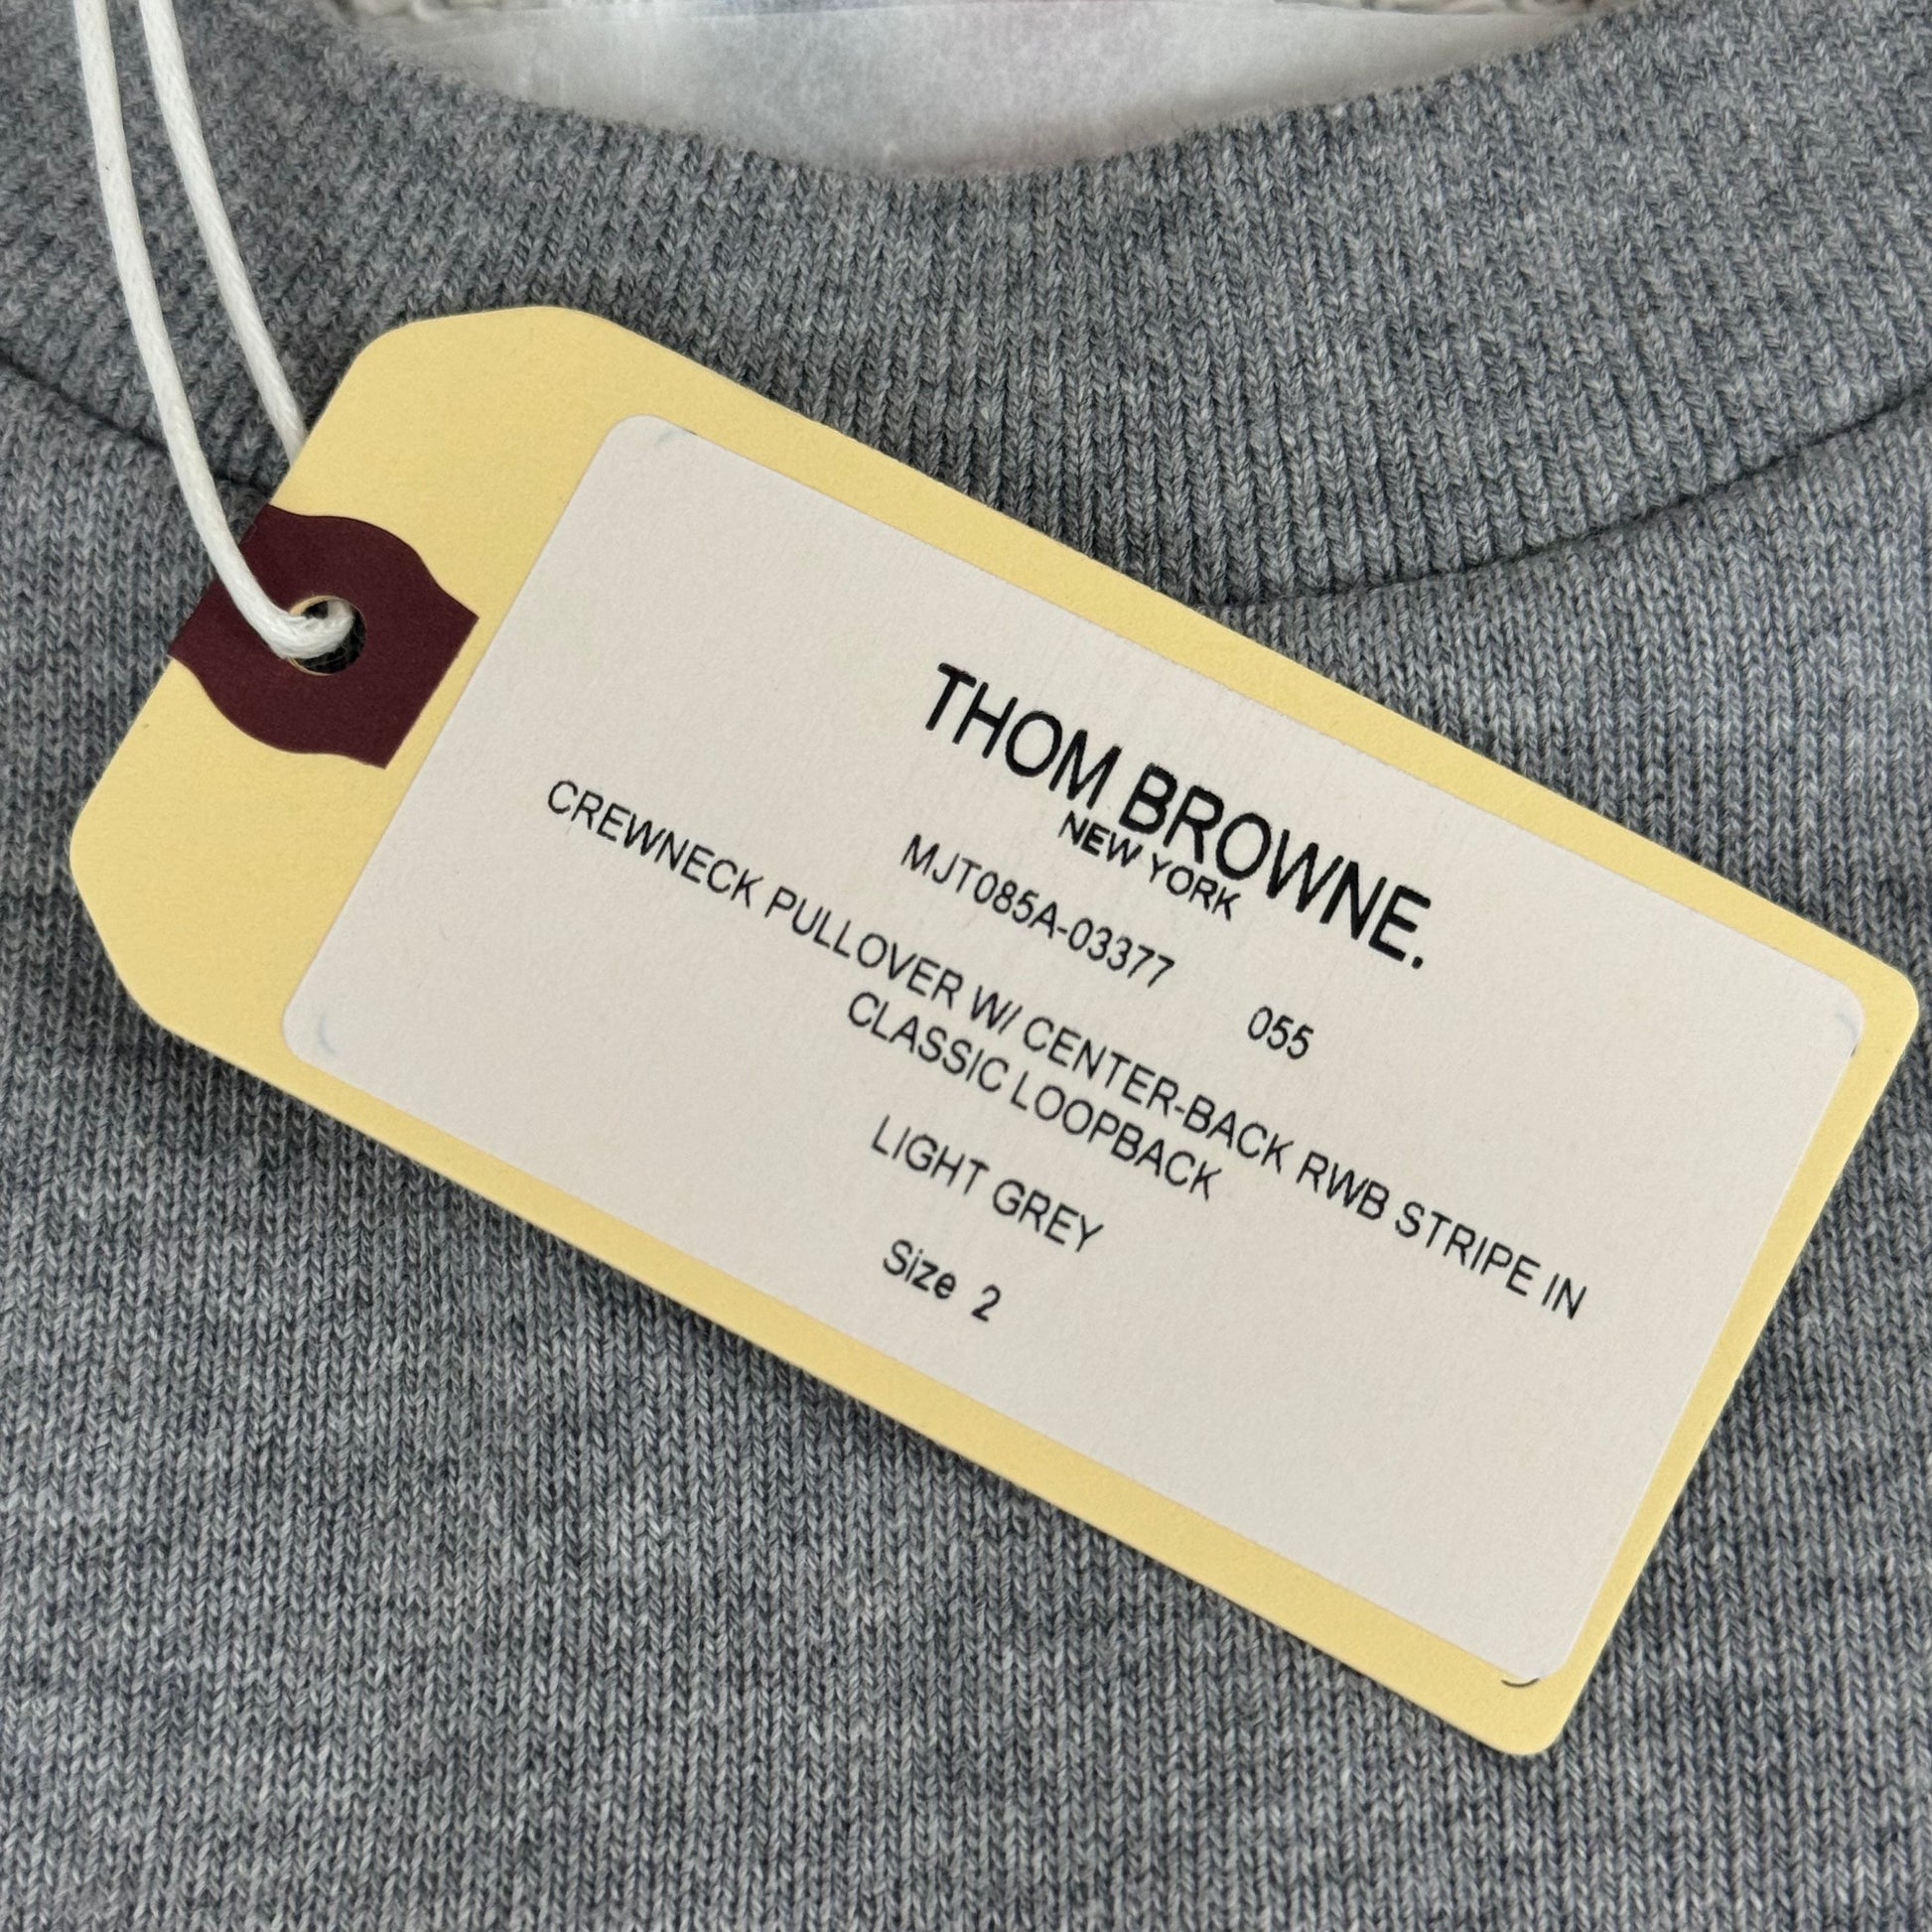 THOM BROWNE.
NEW YORK
MJT085A-03377 055
CREWNECK PULLOVER W/ CENTER-BACK RWB STRIPE IN
CLASSIC LOOPBACK
LIGHT GREY
Size 2